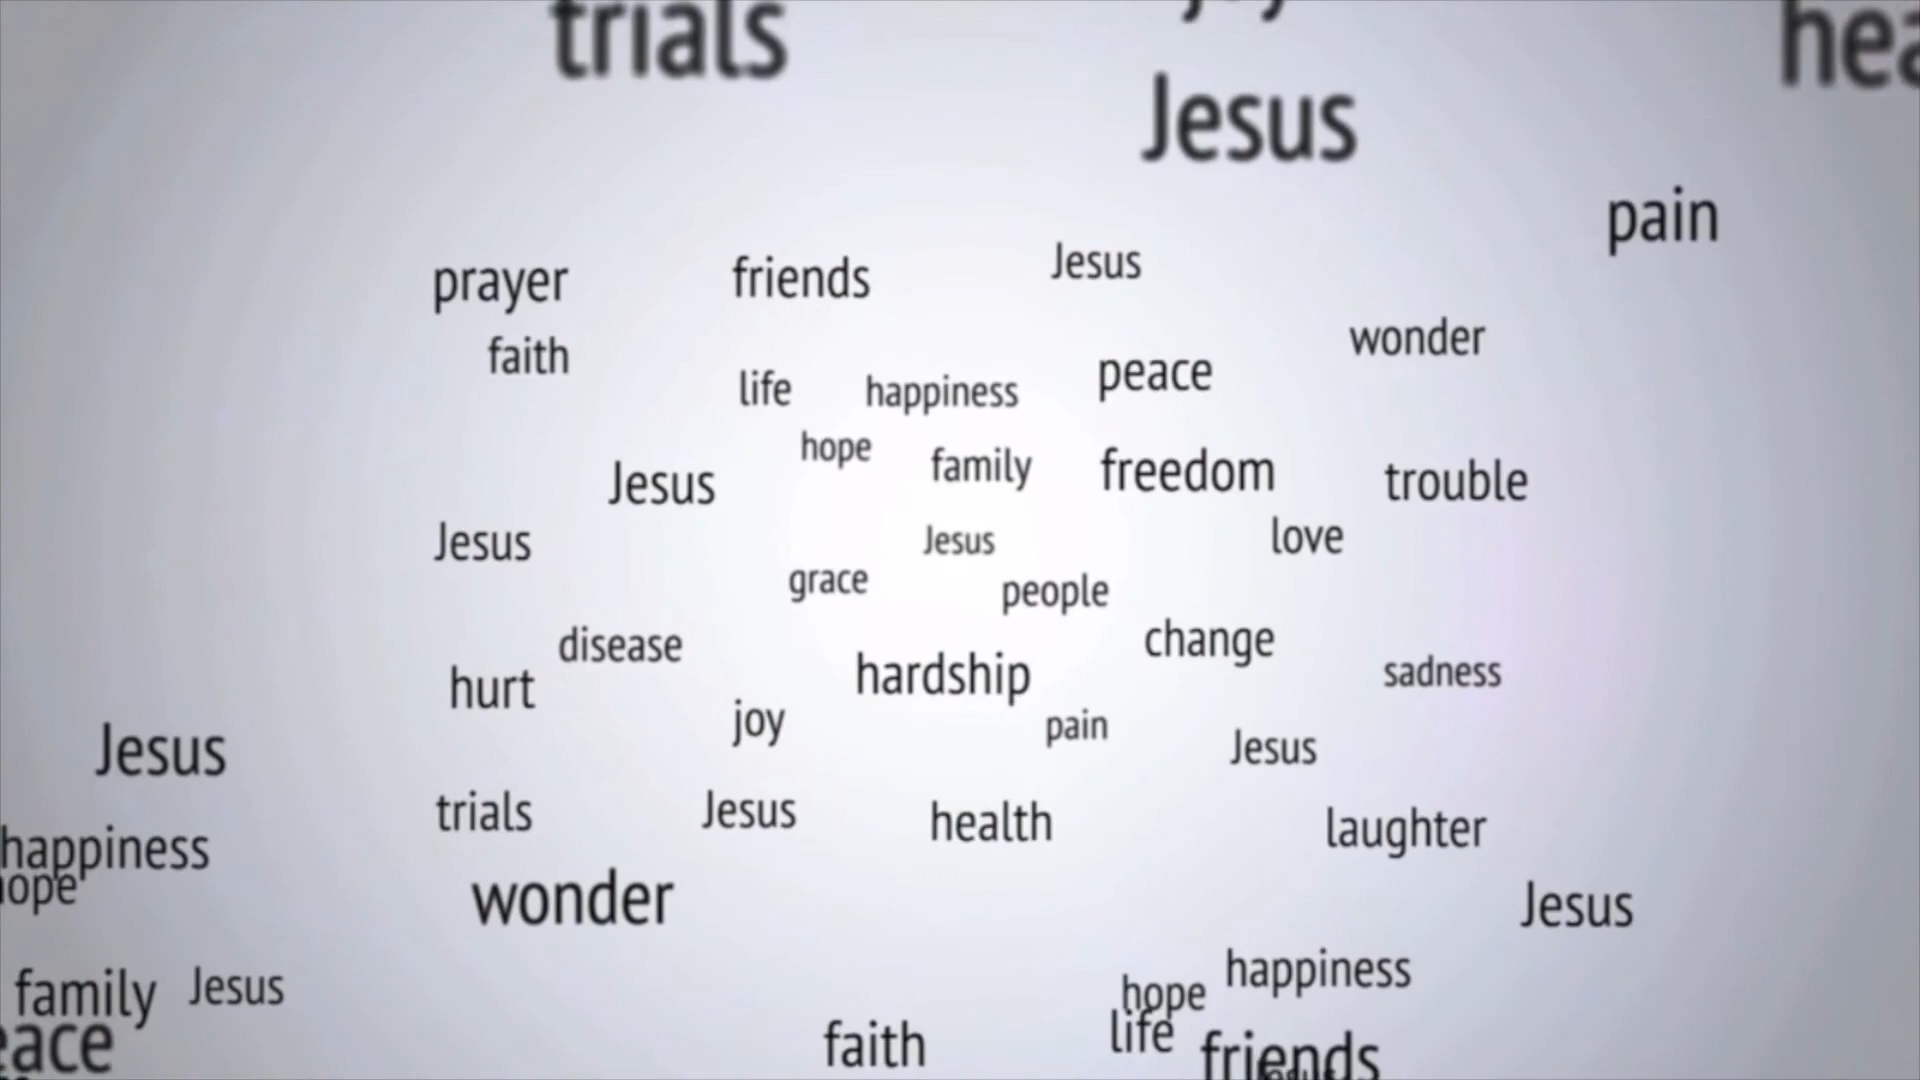 trials
joy
Jesus
pain
prayer
friends
Jesus
faith
wonder
life
happiness
peace
hope
family
freedom
trouble
Jesus
Jesus
Jesus
love
grace
people
disease
change
hurt
hardship
sadness
joy
pain
Jesus
Jesus
trials
Jesus
health
laughter
happiness
wonder
Jesus
family
Jesus
hope
happiness
life
faith
friends